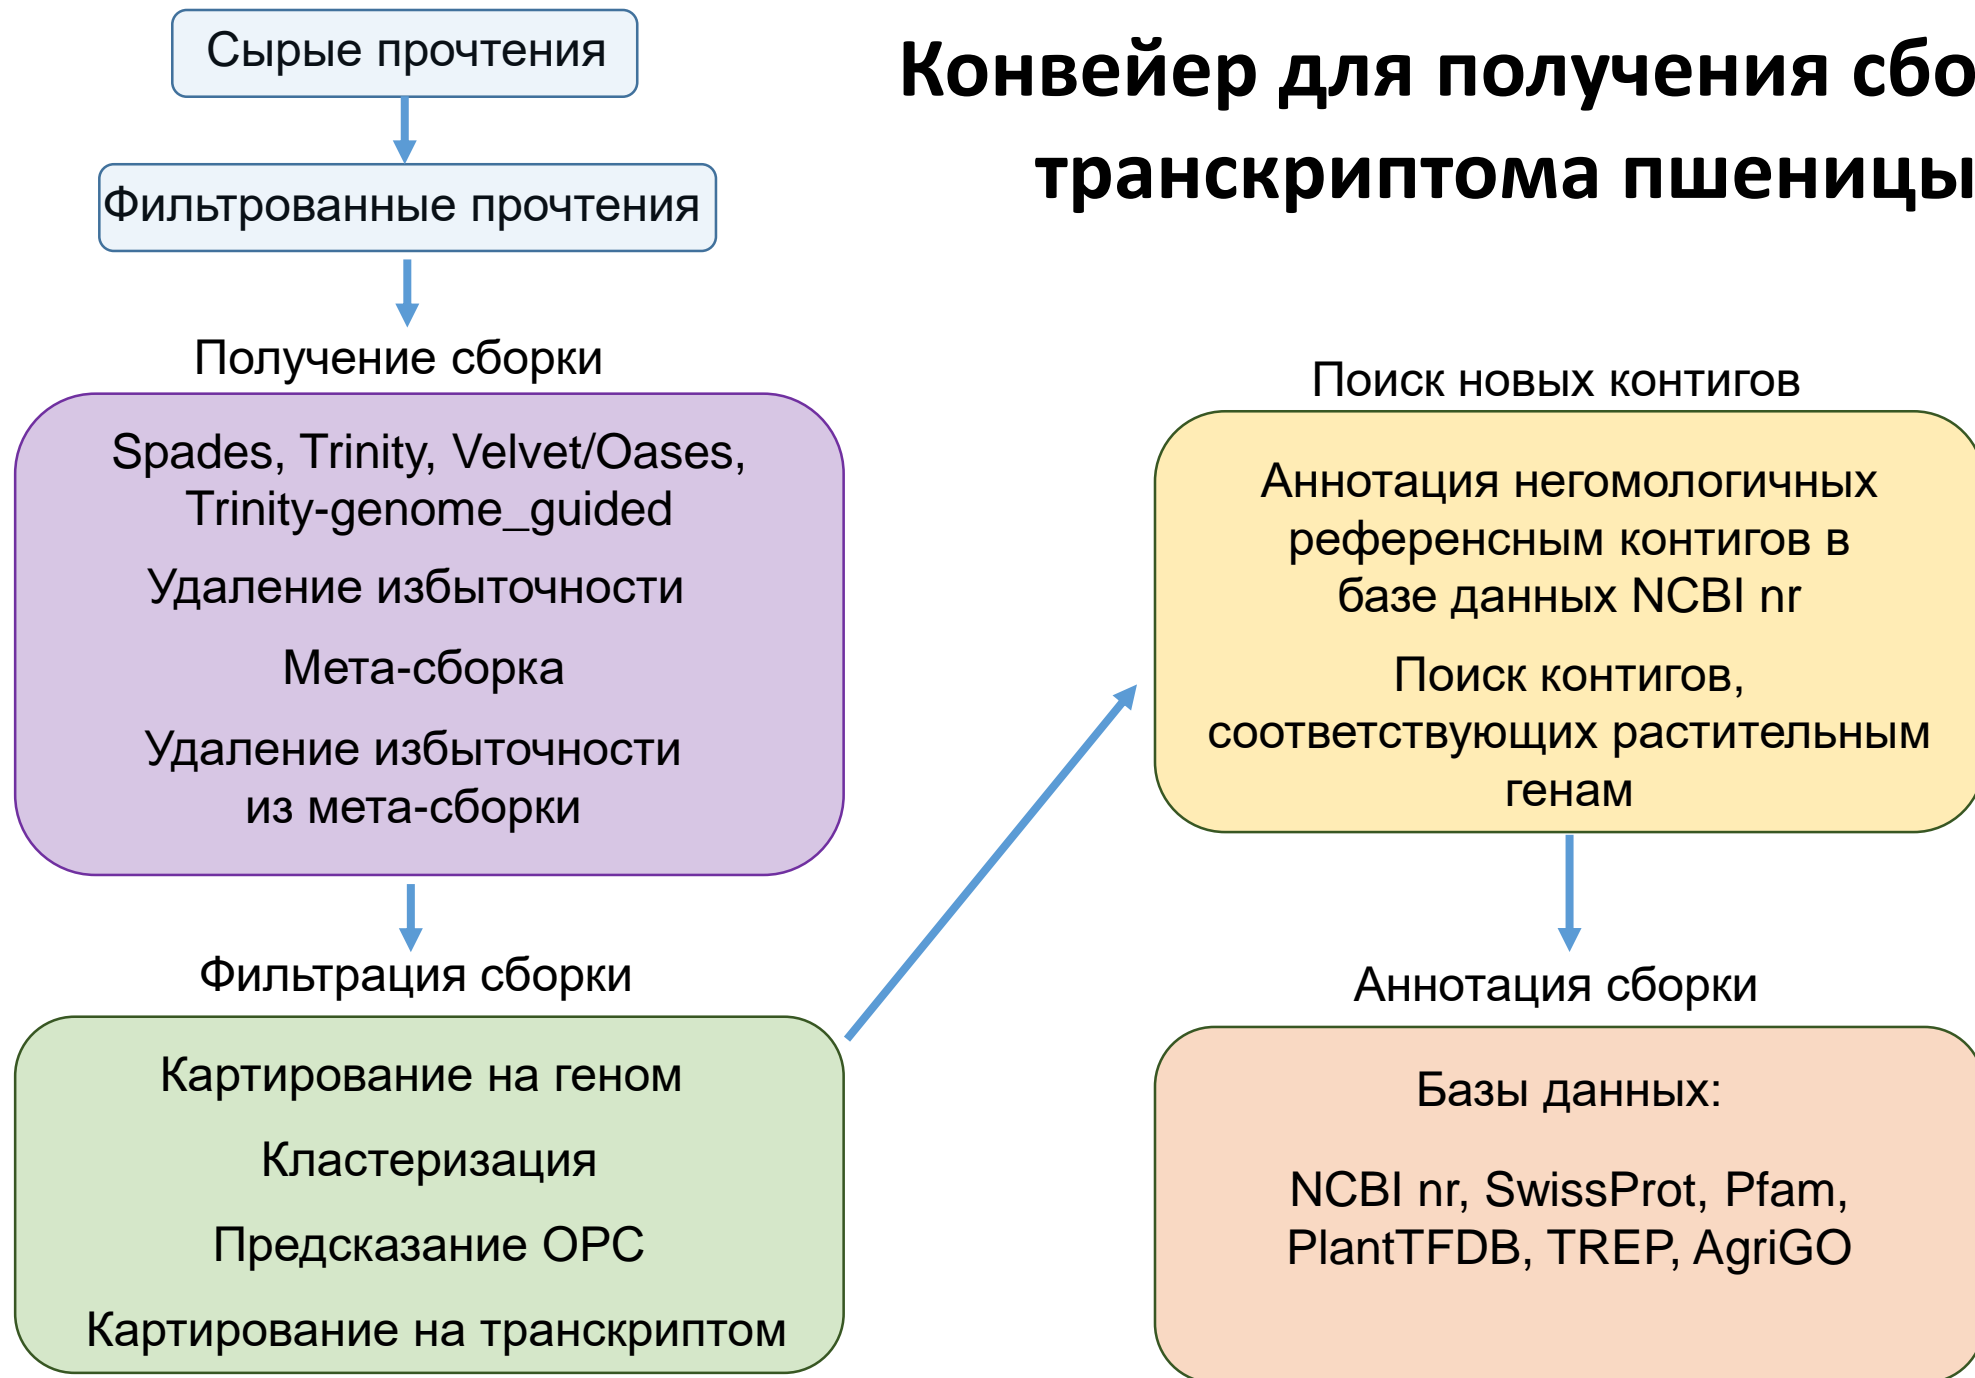 Конвейер для получения сбо
транскриптома пшеницы
Сырые прочтения
Фильтрованные прочтения
Получение сборки
Spades, Trinity, Velvet/Oases,
Trinity-genome_guided
Удаление избыточности
Мета-сборка
Удаление избыточности
из мета-сборки
Фильтрация сборки
Картирование на геном
Кластеризация
Предсказание ОРС
Картирование на транскриптом
Поиск новых контигов
Аннотация негомологичных
референсным контигов в
базе данных NCBI nr
Поиск контигов,
соответствующих растительным
генам
Аннотация сборки
Базы данных:
NCBI nr, SwissProt, Pfam,
PlantTFDB, TREP, AgriGO